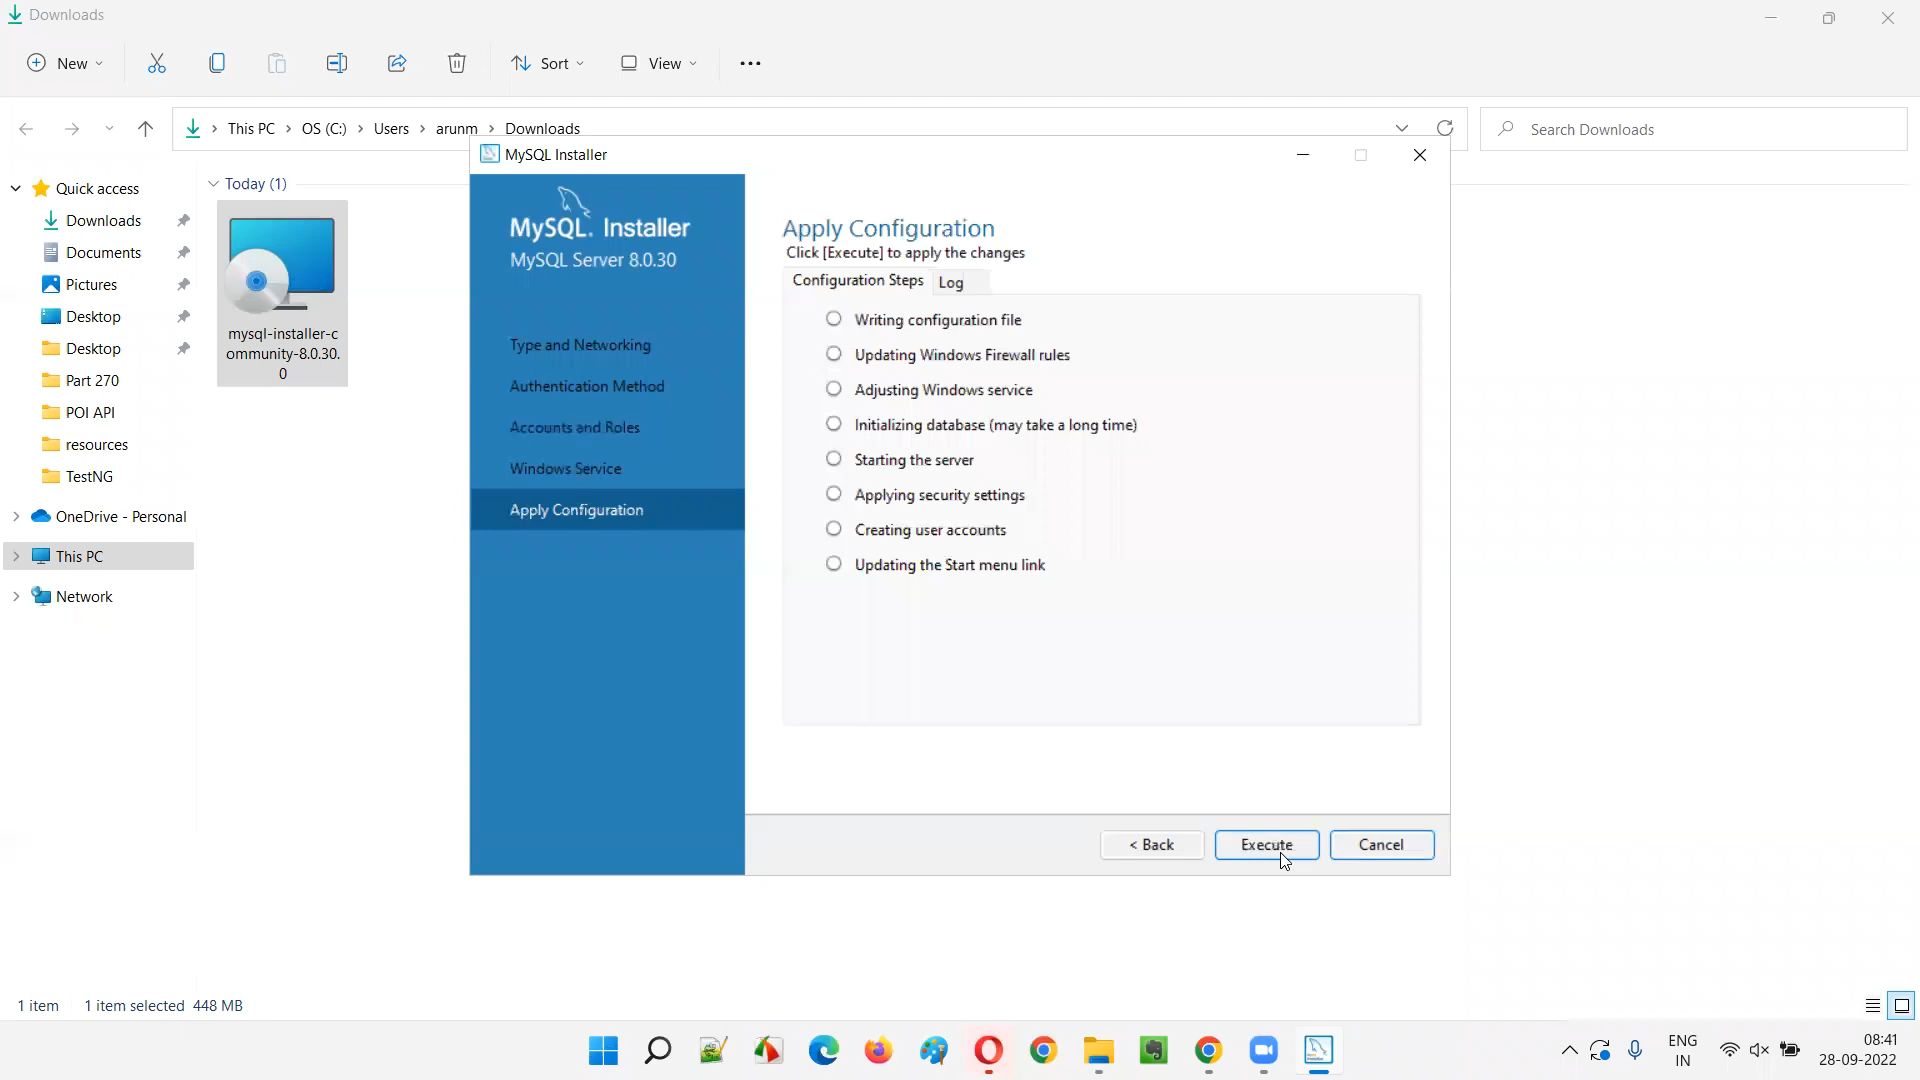 Downloads
New
Sort
View
This PC
OS (C:)
Users
arunm
Downloads
Search Downloads
Quick access
Downloads
Documents
Pictures
Desktop
Desktop
Part 270
POI API
resources
TestNG
OneDrive - Personal
This PC
Network
Today (1)
mysql-installer-c
ommunity-8.0.30.
0
MySQL Installer
MySQL. Installer
MySQL Server 8.0.30
Type and Networking
Authentication Method
Accounts and Roles
Windows Service
Apply Configuration
Apply Configuration
Click [Execute] to apply the changes
Configuration Steps
Log
Writing configuration file
Updating Windows Firewall rules
Adjusting Windows service
Initializing database (may take a long time)
Starting the server
Applying security settings
Creating user accounts
Updating the Start menu link
< Back
Execute
Cancel
1 item
1 item selected 448 MB
ENG
IN
08:41
28-09-2022